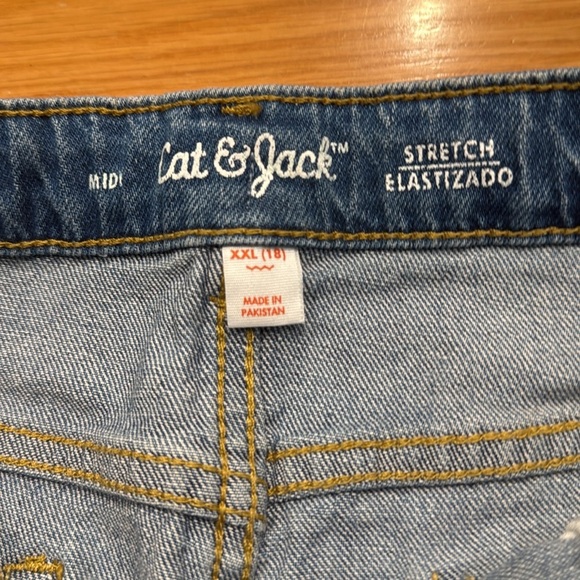 MIDI
Cat & Jack™
STRETCH
ELASTIZADO
XXL (18)
MADE IN
PAKISTAN